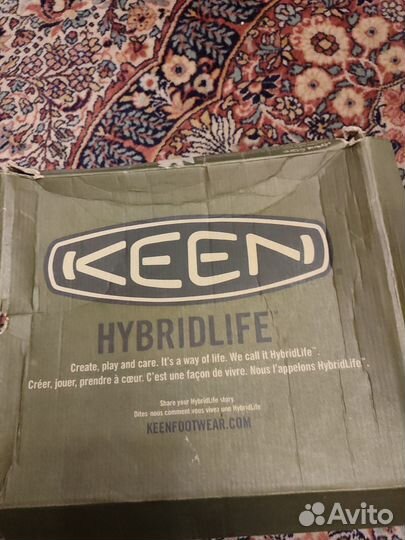 KEEN
HYBRIDLIFE
Create, play and care. It's a way of life. We call it HybridLife™.
Créer, jouer, prendre à cœur. C'est une façon de vivre. Nous l'appelons HybridLife™.
Share your HybridLife story.
Dites-nous comment vous vivez une HybridLife
KEENFOOTWEAR.COM
Avito